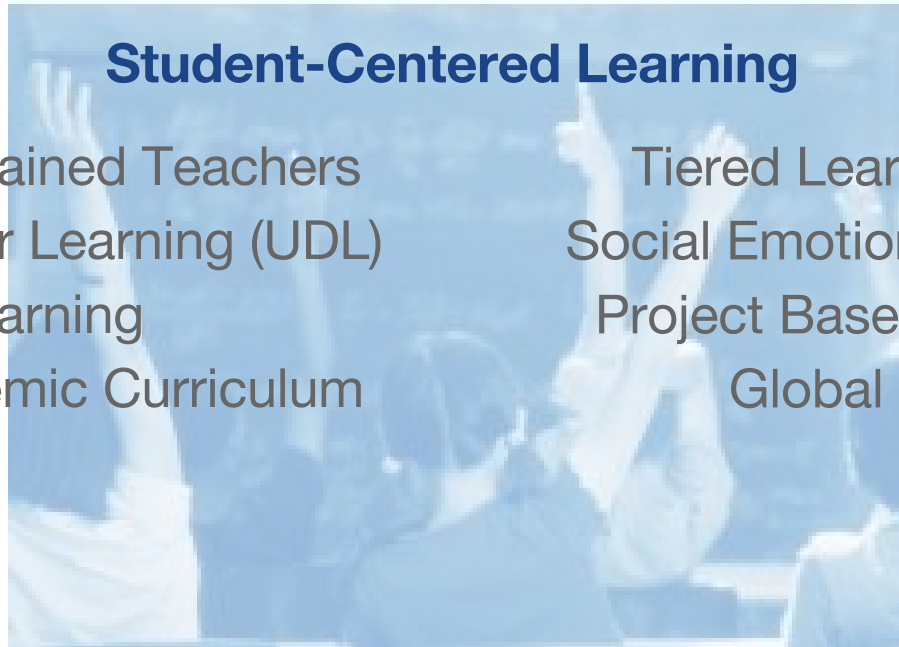 Student-Centered Learning
ained Teachers
r Learning (UDL)
arning
emic Curriculum
Tiered Lear
Social Emotion
Project Base
Global